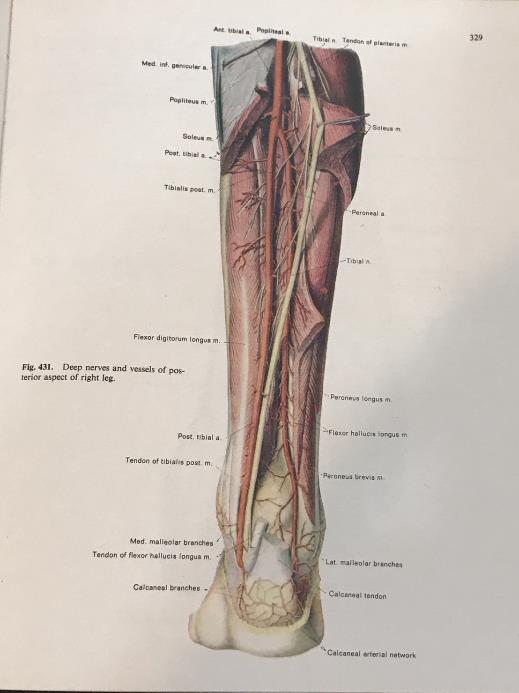 329
Ant. tibial a. Popliteal a.
Tibial n. Tendon of plantaris m.
Med. inf. genicular a.
Popliteus m.
Soleus m.
Soleus m.
Post. tibial a.
Tibialis post. m.
Peroneal a.
Tibial n.
Flexor digitorum longus m.
Fig. 431. Deep nerves and vessels of pos-
terior aspect of right leg.
Peroneus longus m.
Post. tibial a.
Flexor hallucis longus m
Tendon of tibialis post. m.
Peroneus brevis m.
Med. malleolar branches
Tendon of flexor hallucis longus m.
Lat. malleolar branches
Calcaneal branches
Calcaneal tendon
Calcaneal arterial network